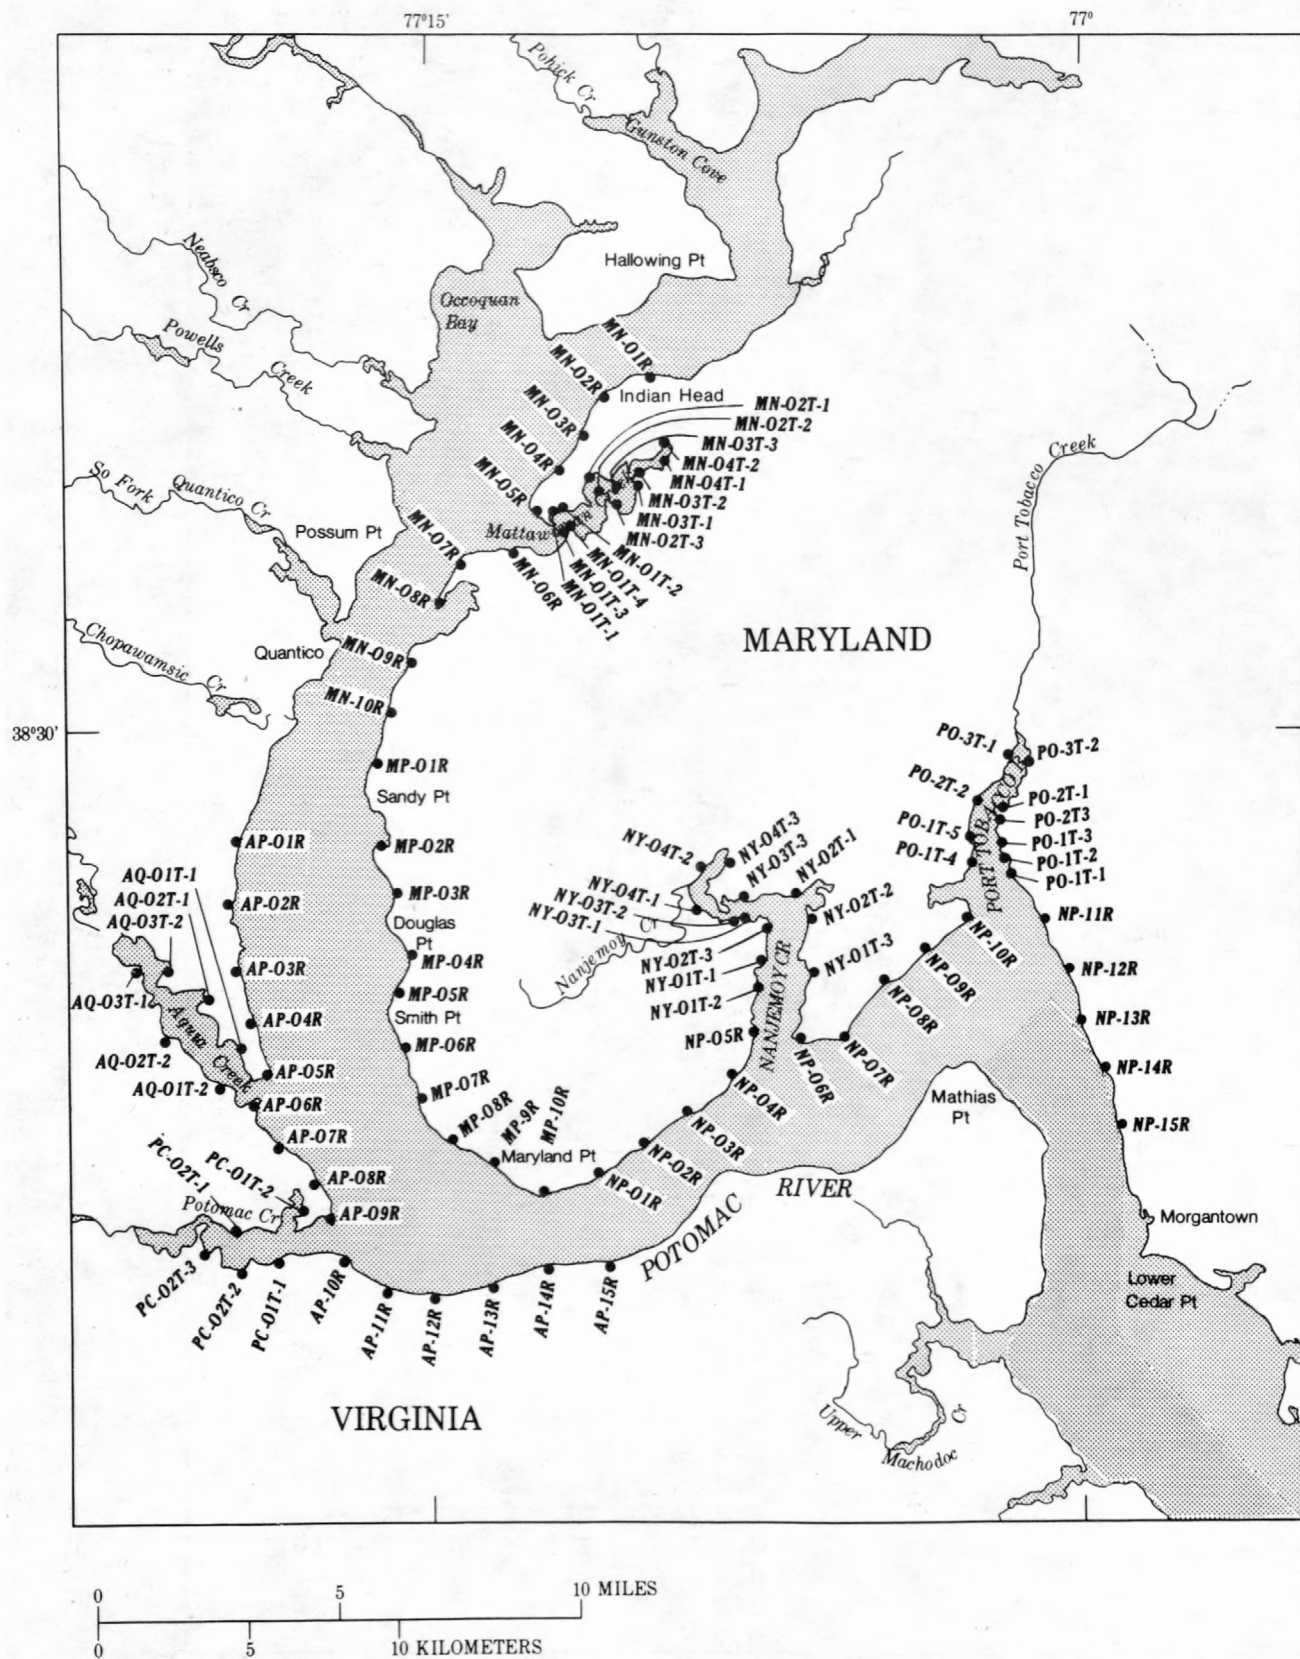 77°15'
77°
Pohick Cr
Gunston Cove
Hallowing Pt
Neabsco Cr
Occoquan
Bay
Powells
Creek
MN-01R
MN-02R
Indian Head
MN-03R
MN-04R
MN-05R
MN-02T-1
MN-02T-2
MN-03T-3
MN-04T-2
MN-04T-1
MN-03T-2
MN-03T-1
MN-02T-3
MN-01T-2
MN-01T-4
MN-01T-3
MN-01T-1
MN-06R
Port Tobacco Creek
So Fork
Quantico Cr
Possum Pt
MN-07R
MN-08R
MARYLAND
Chopawamsic Cr
Quantico
MN-09R
MN-10R
38°30'
MP-01R
Sandy Pt
PO-3T-1
PO-3T-2
PO-2T-2
PO-2T-1
PO-2T3
PO-1T-5
PO-1T-3
PO-1T-4
PO-1T-2
PO-1T-1
AP-01R
MP-02R
AQ-01T-1
AQ-02T-1
AQ-03T-2
AP-02R
MP-03R
Douglas
Pt
MP-04R
NY-04T-2
NY-04T-3
NY-03T-3
NY-02T-1
NY-04T-1
NY-03T-2
NY-03T-1
NY-02T-2
Nanjemoy Cr
NY-02T-3
NY-01T-1
NY-01T-2
NY-01T-3
NANJEMOY CR
NP-11R
NP-10R
NP-12R
NP-09R
NP-08R
NP-13R
AP-03R
AQ-03T-1
MP-05R
Smith Pt
AP-04R
Aquia Creek
AQ-02T-2
MP-06R
NP-05R
NP-06R
NP-07R
NP-14R
AQ-01T-2
AP-05R
AP-06R
MP-07R
NP-04R
Mathias
Pt
NP-15R
AP-07R
MP-08R
MP-9R
MP-10R
NP-03R
Maryland Pt
NP-02R
NP-01R
PC-02T-1
PC-01T-2
AP-08R
Potomac Cr
AP-09R
POTOMAC
RIVER
Morgantown
PC-02T-3
PC-02T-2
PC-01T-1
AP-10R
AP-11R
AP-12R
AP-13R
AP-14R
AP-15R
Lower
Cedar Pt
VIRGINIA
Upper
Machodoc
Cr
0
5
10 MILES
0
5
10 KILOMETERS